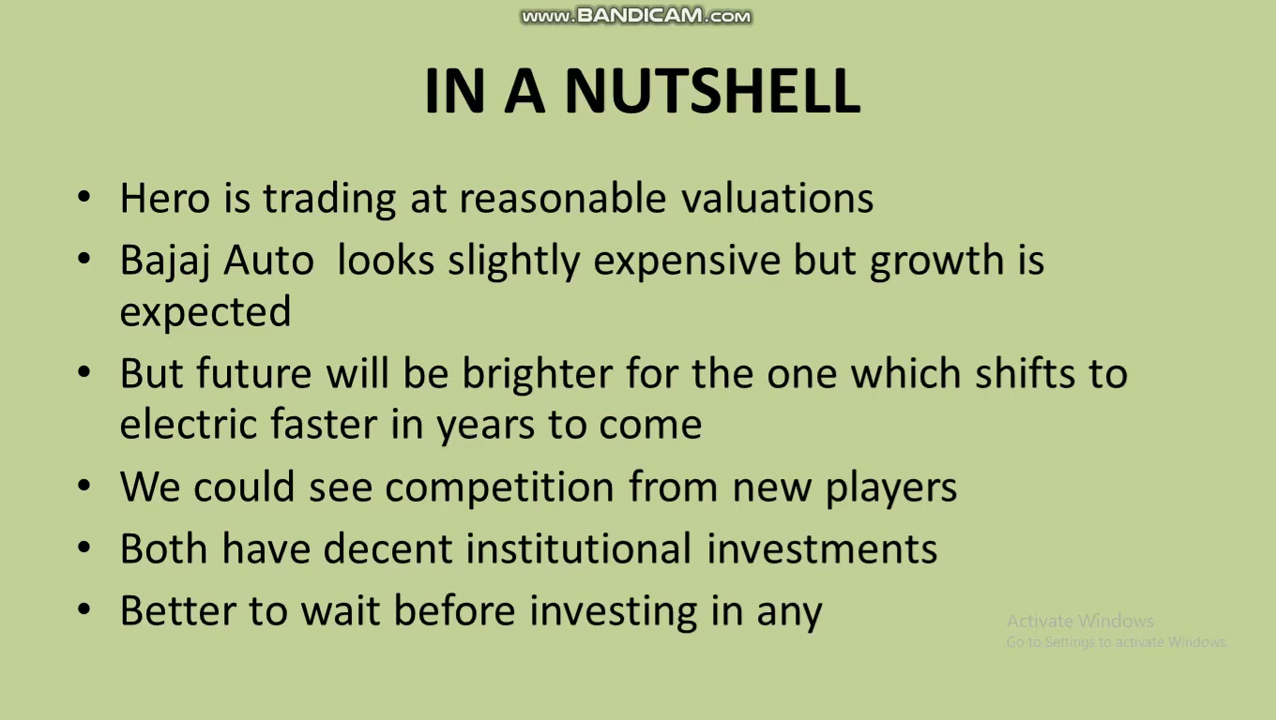 www.BANDICAM.com
IN A NUTSHELL
• Hero is trading at reasonable valuations
• Bajaj Auto  looks slightly expensive but growth is
expected
• But future will be brighter for the one which shifts to
electric faster in years to come
• We could see competition from new players
• Both have decent institutional investments
• Better to wait before investing in any
Activate Windows
Go to Settings to activate Windows.